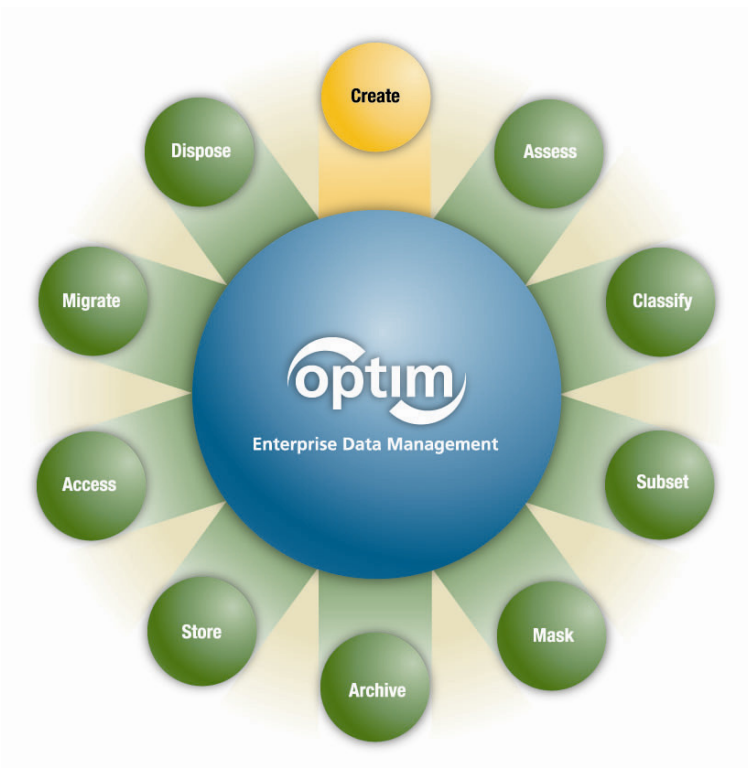 Create
Assess
Classify
Subset
Mask
Archive
Store
Access
Migrate
Dispose
optim
Enterprise Data Management